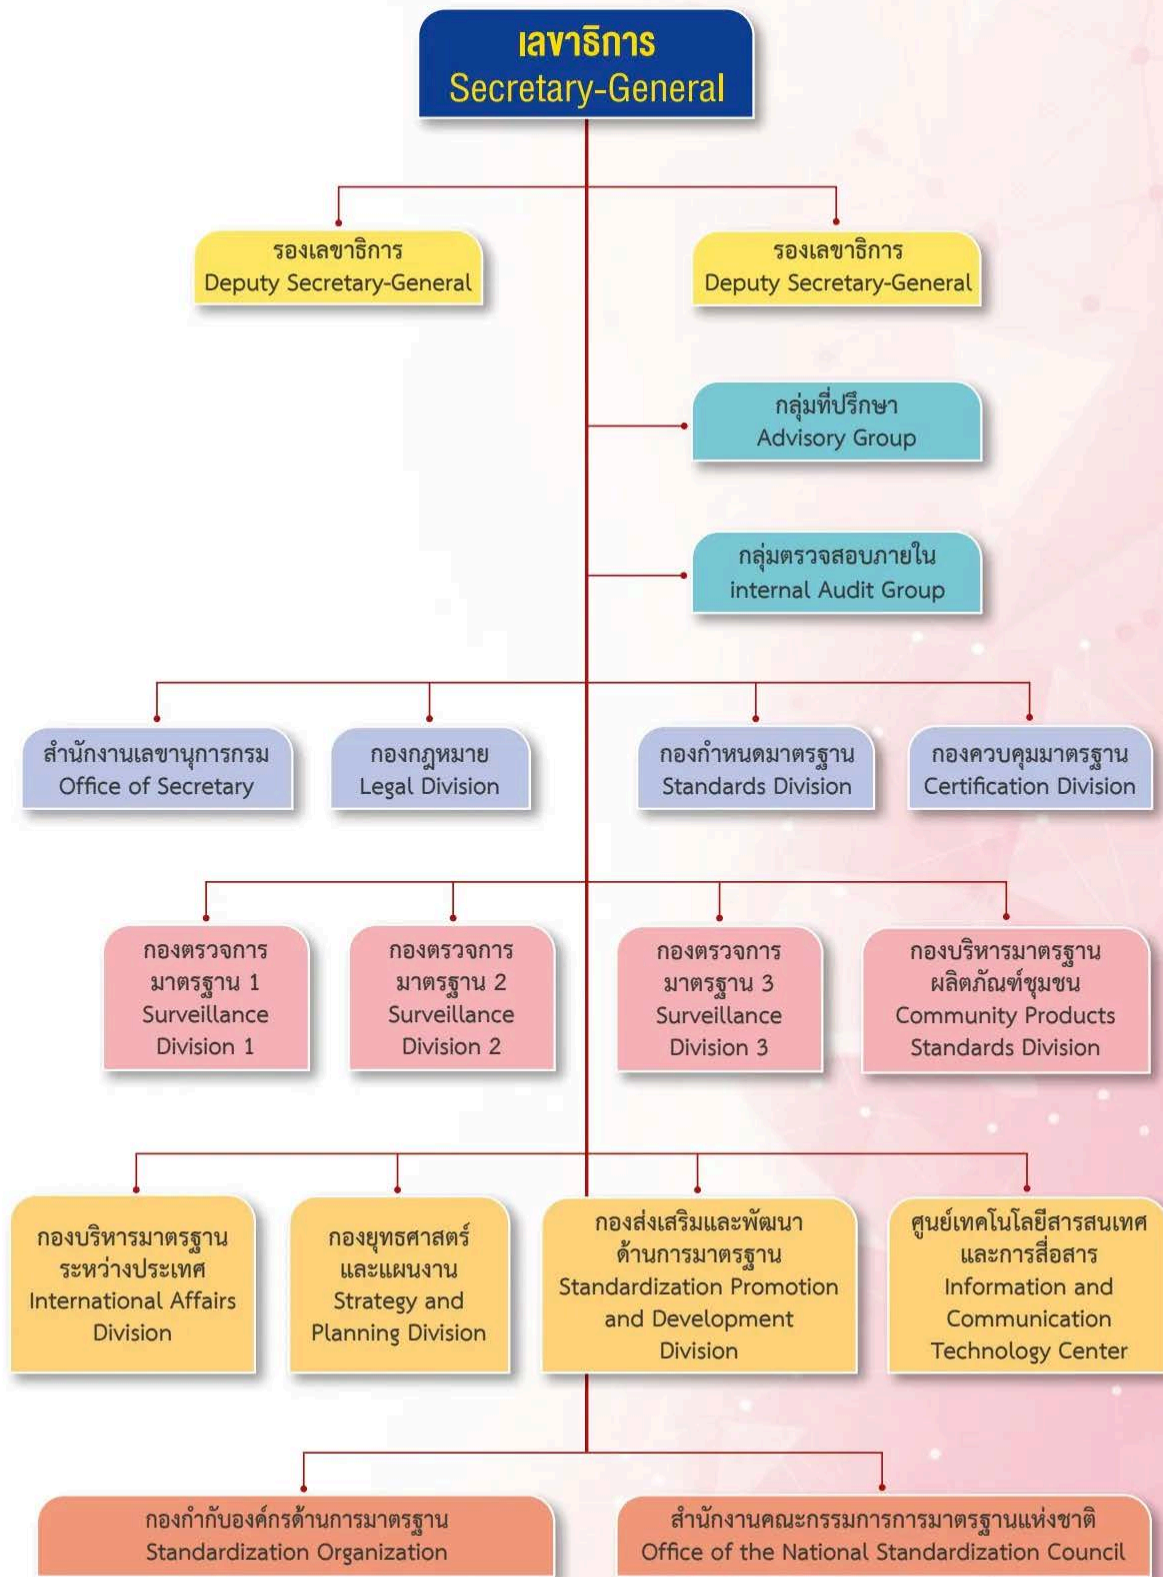 เลขาธิการ
Secretary-General
รองเลขาธิการ
Deputy Secretary-General
รองเลขาธิการ
Deputy Secretary-General
กลุ่มที่ปรึกษา
Advisory Group
กลุ่มตรวจสอบภายใน
internal Audit Group
สำนักงานเลขานุการกรม
Office of Secretary
กองกฎหมาย
Legal Division
กองกำหนดมาตรฐาน
Standards Division
กองควบคุมมาตรฐาน
Certification Division
กองตรวจการ
มาตรฐาน 1
Surveillance
Division 1
กองตรวจการ
มาตรฐาน 2
Surveillance
Division 2
กองตรวจการ
มาตรฐาน 3
Surveillance
Division 3
กองบริหารมาตรฐาน
ผลิตภัณฑ์ชุมชน
Community Products
Standards Division
กองบริหารมาตรฐาน
ระหว่างประเทศ
International Affairs
Division
กองยุทธศาสตร์
และแผนงาน
Strategy and
Planning Division
กองส่งเสริมและพัฒนา
ด้านการมาตรฐาน
Standardization Promotion
and Development
Division
ศูนย์เทคโนโลยีสารสนเทศ
และการสื่อสาร
Information and
Communication
Technology Center
กองกำกับองค์กรด้านการมาตรฐาน
Standardization Organization
สำนักงานคณะกรรมการการมาตรฐานแห่งชาติ
Office of the National Standardization Council